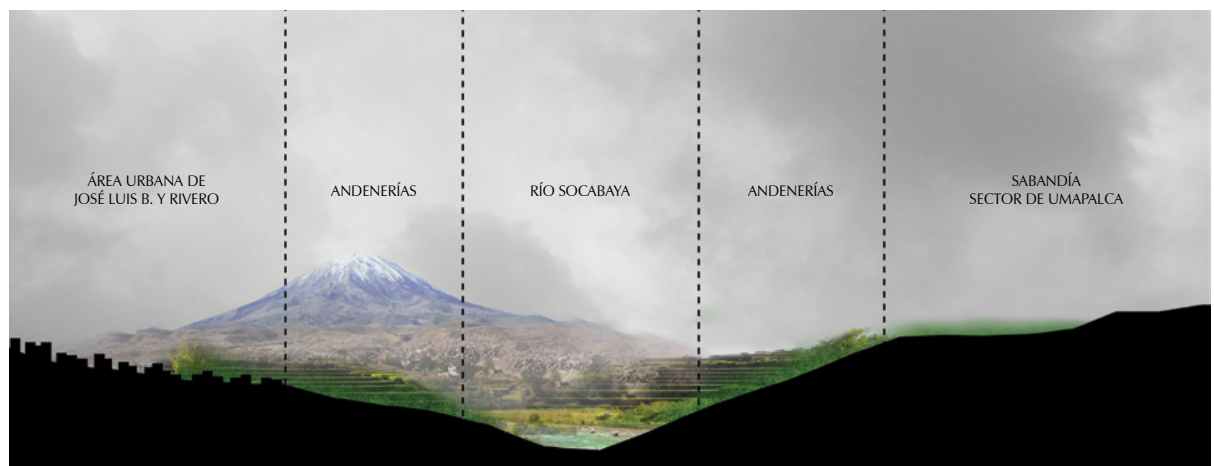 ÁREA URBANA DE
JOSÉ LUIS B. Y RIVERO
ANDENERÍAS
RÍO SOCABAYA
ANDENERÍAS
SABANDÍA
SECTOR DE UMAPALCA